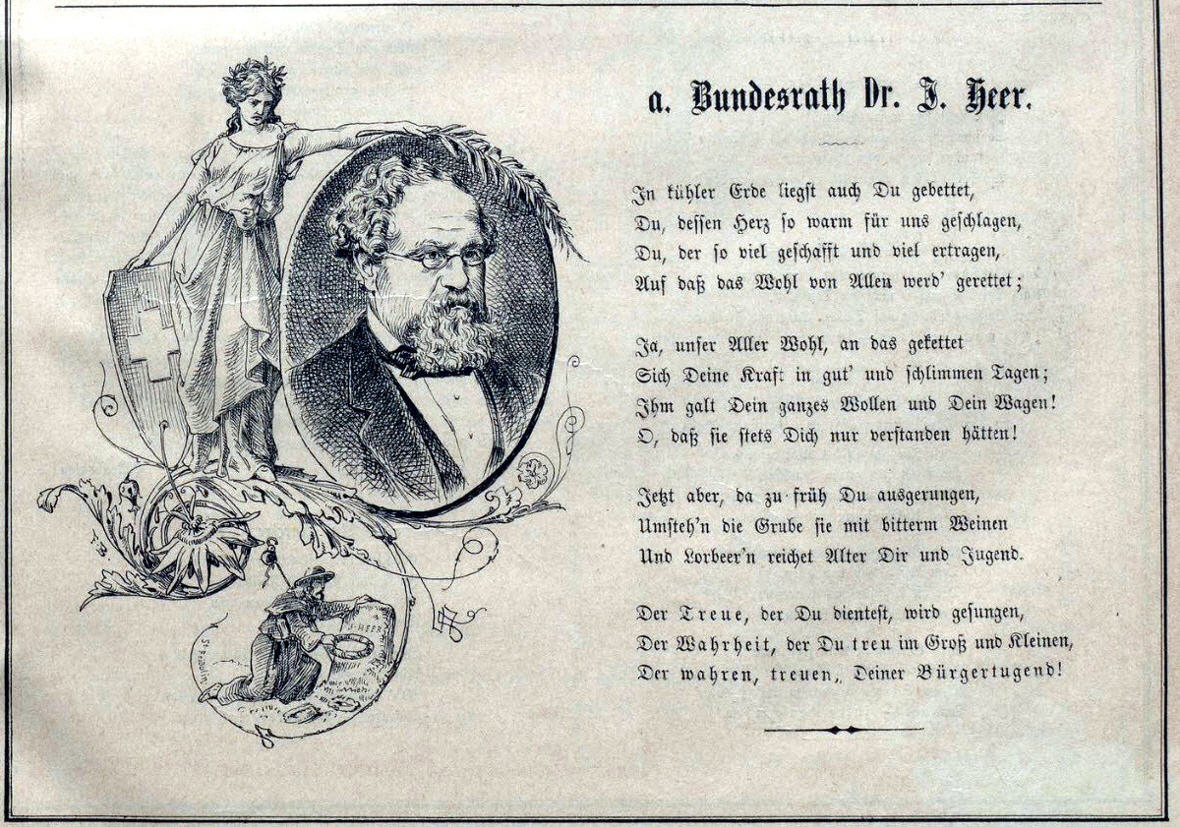 a. Bundesrath Dr. J. Heer.
In kühler Erde liegst auch Du gebettet,
Du, dessen Herz so warm für uns geschlagen,
Du, der so viel geschafft und viel ertragen,
Auf daß das Wohl von Allen werd' gerettet;
Ja, unser Aller Wohl, an das gekettet
Sich Deine Kraft in gut' und schlimmen Tagen;
Ihm galt Dein ganzes Wollen und Dein Wagen!
O, daß sie stets Dich nur verstanden hätten!
Jetzt aber, da zu früh Du ausgerungen,
Umsteh'n die Grube sie mit bitterm Weinen
Und Lorbeer'n reichet Alter Dir und Jugend.
Der Treue, der Du dientest, wird gesungen,
Der Wahrheit, der Du treu im Groß und Kleinen,
Der wahren, treuen, Deiner Bürgertugend!
F.B.
J. HEER